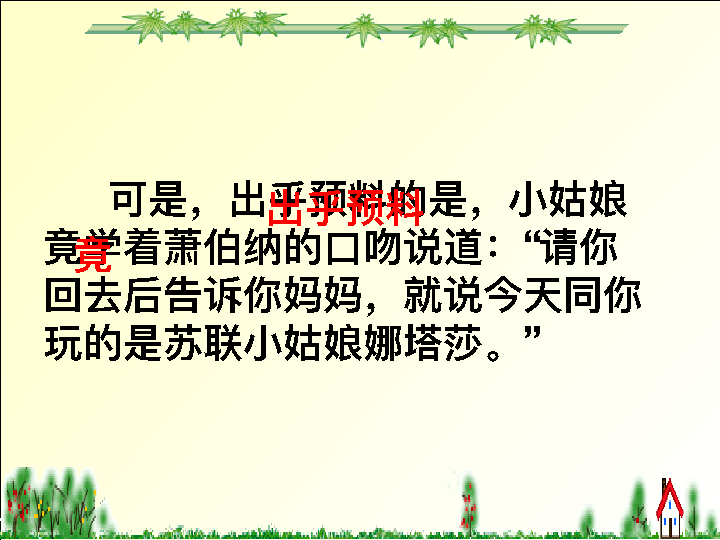 可是，出乎预料的是，小姑娘
竟学着萧伯纳的口吻说道：“请你
回去后告诉你妈妈，就说今天同你
玩的是苏联小姑娘娜塔莎。”
出乎预料
竟